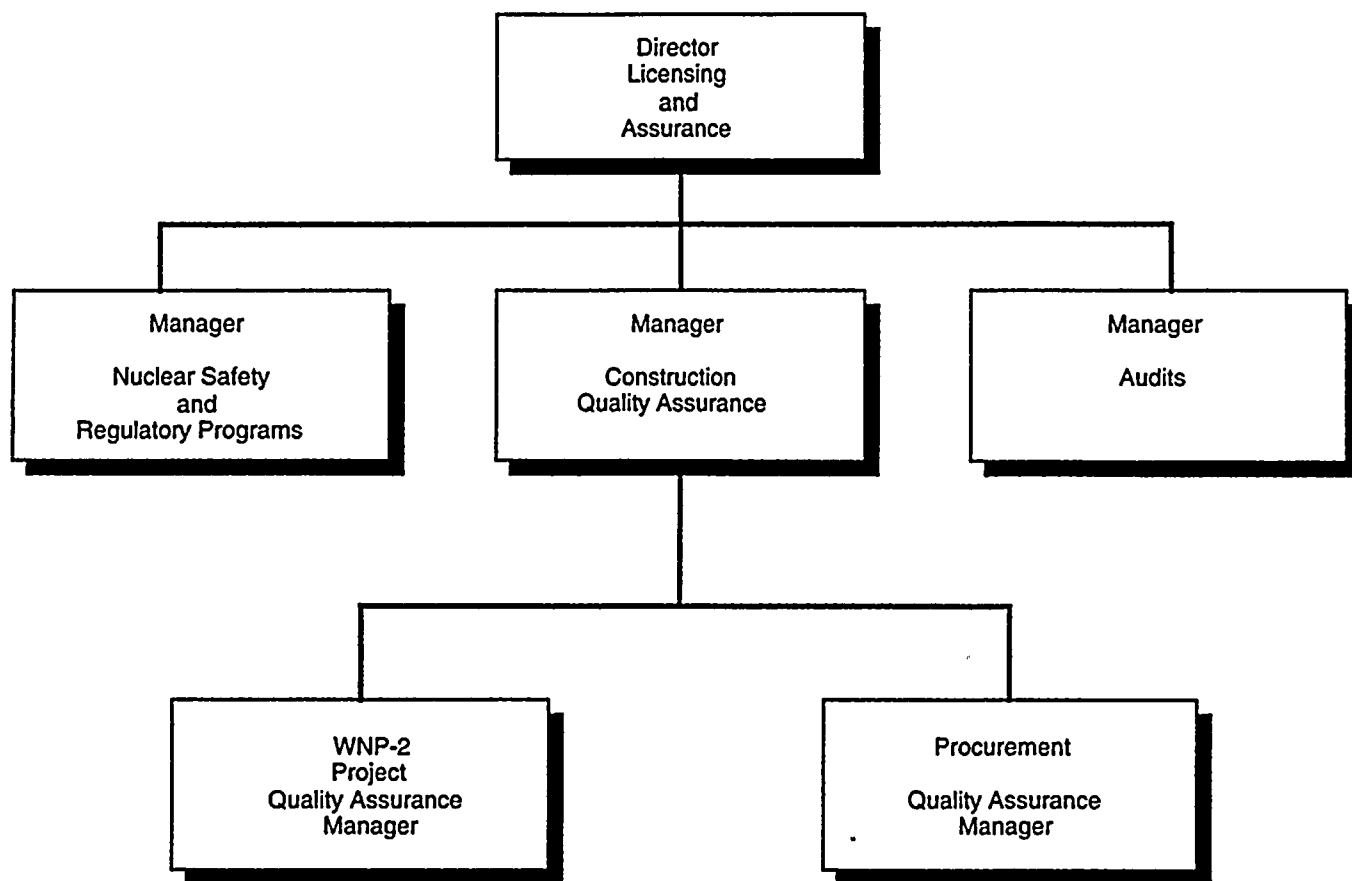 Director
Licensing
and
Assurance
Manager
Nuclear Safety
and
Regulatory Programs
Manager
Construction
Quality Assurance
Manager
Audits
WNP-2
Project
Quality Assurance
Manager
Procurement
Quality Assurance
Manager